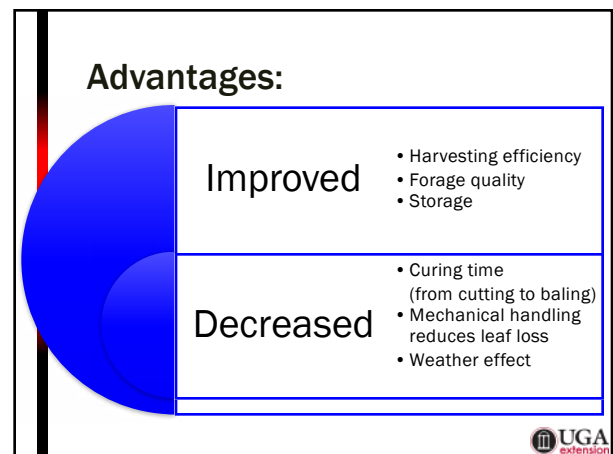 Advantages:
Improved
• Harvesting efficiency
• Forage quality
• Storage
Decreased
• Curing time
(from cutting to baling)
• Mechanical handling
reduces leaf loss
• Weather effect
UGA
extension